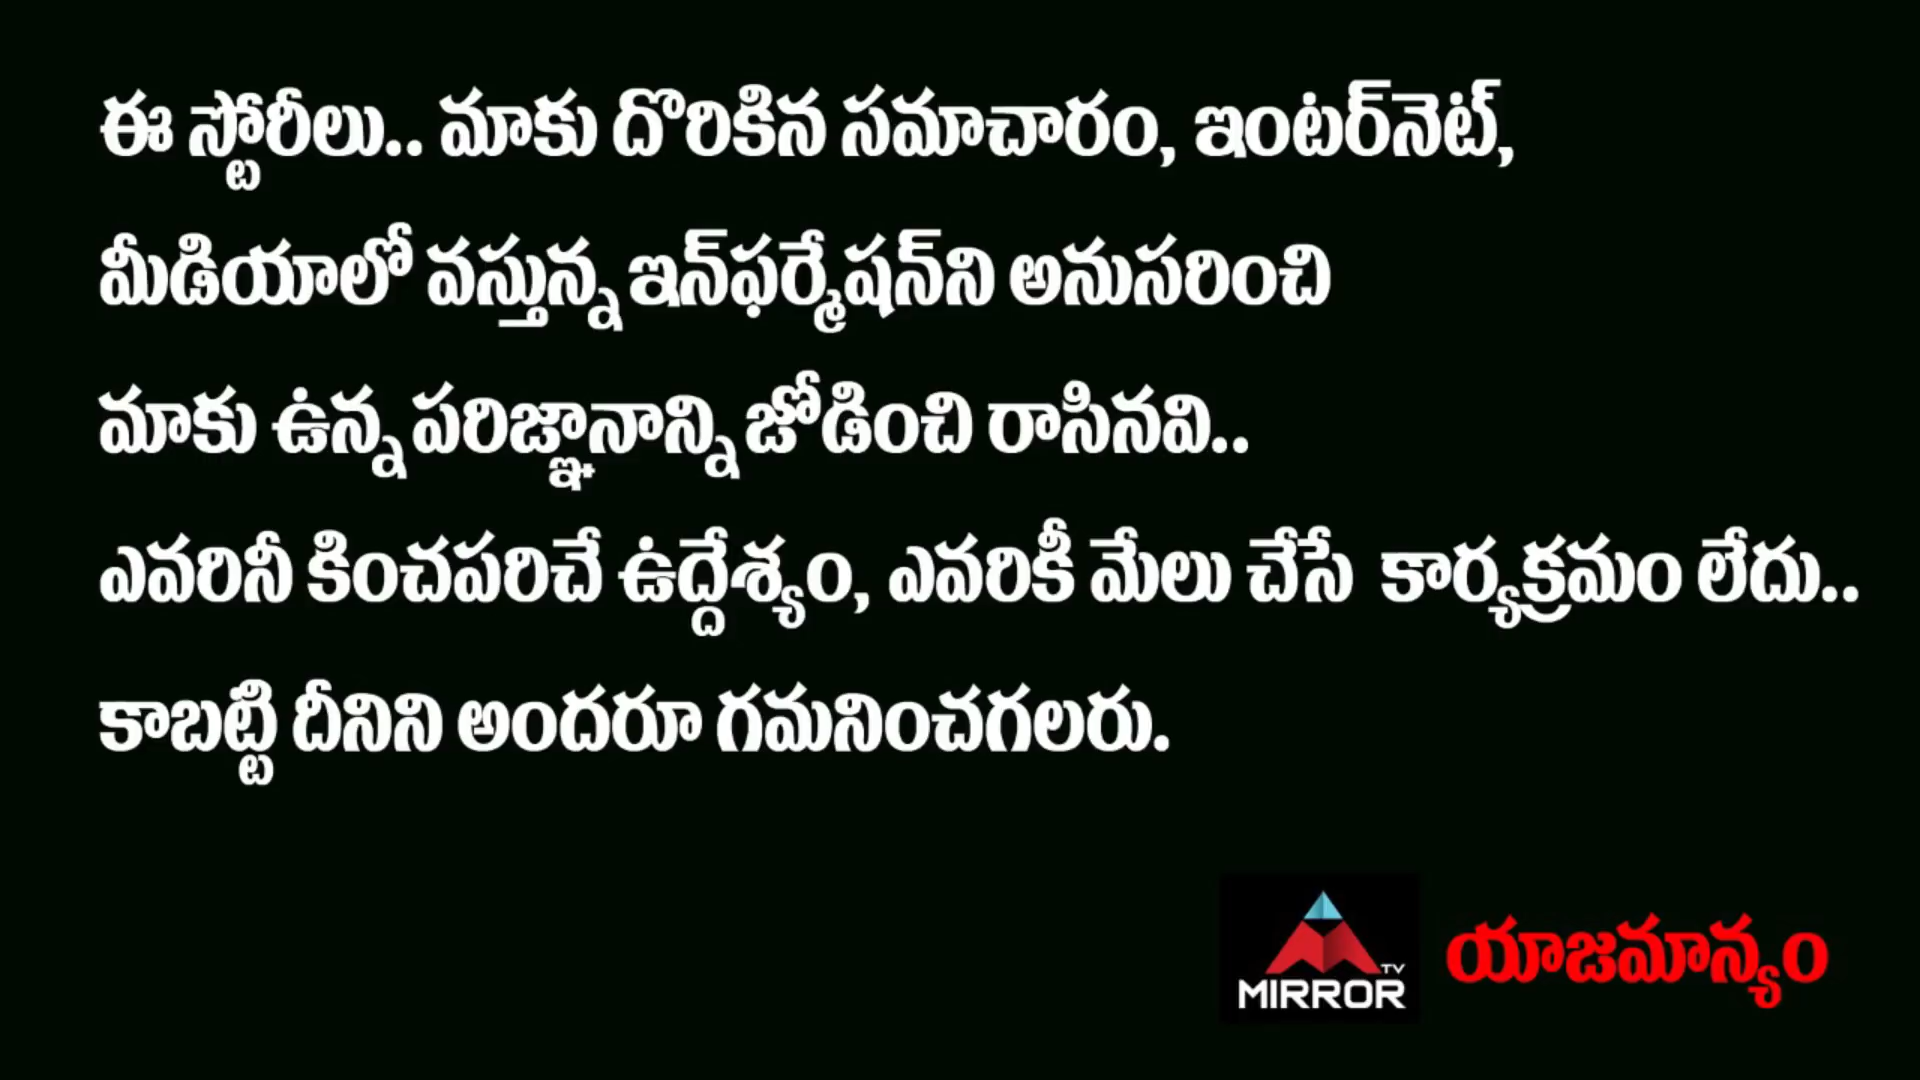 ఈ స్టోరీలు.. మాకు దొరికిన సమాచారం, ఇంటర్‌నెట్,
మీడియాలో వస్తున్న ఇన్‌ఫర్మేషన్‌ని అనుసరించి
మాకు ఉన్న పరిజ్ఞానాన్ని జోడించి రాసినవి..
ఎవరినీ కించపరిచే ఉద్దేశ్యం, ఎవరికీ మేలు చేసే కార్యక్రమం లేదు..
కాబట్టి దీనిని అందరూ గమనించగలరు.
TV
MIRROR యాజమాన్యం